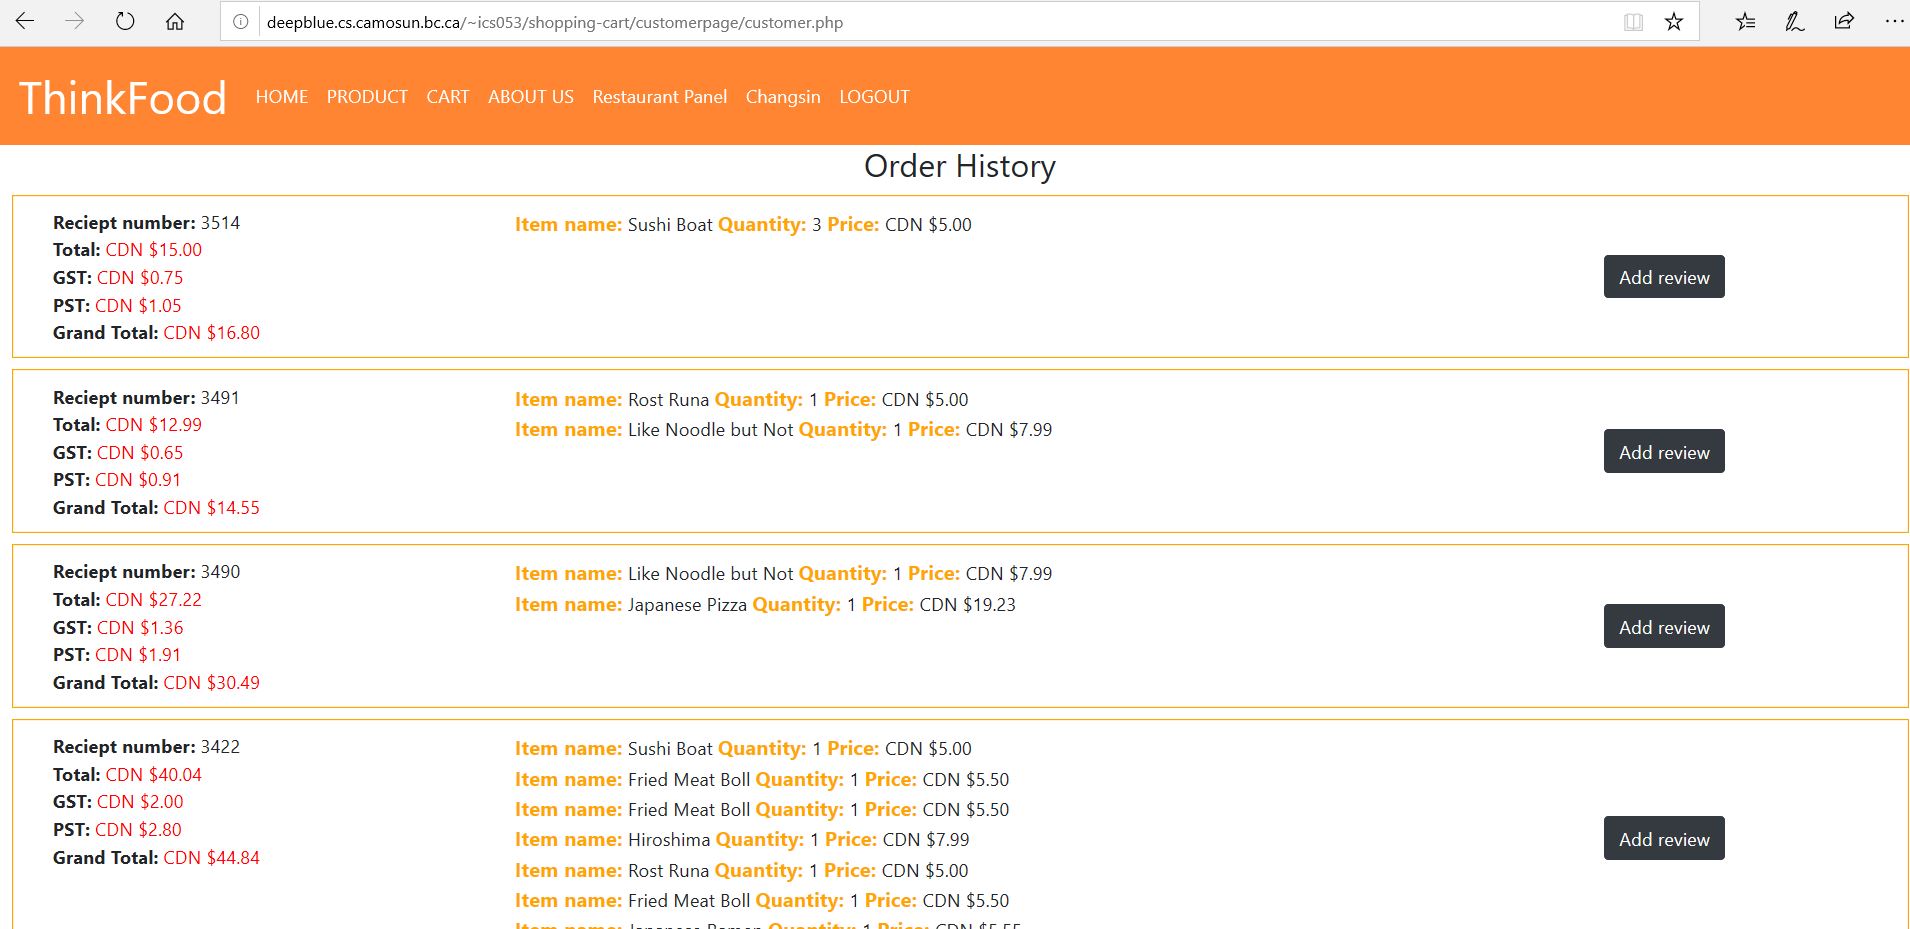 deepblue.cs.camosun.bc.ca/~ics053/shopping-cart/customerpage/customer.php
ThinkFood HOME PRODUCT CART ABOUT US Restaurant Panel Changsin LOGOUT
Order History
Reciept number: 3514
Total: CDN $15.00
GST: CDN $0.75
PST: CDN $1.05
Grand Total: CDN $16.80
Item name: Sushi Boat Quantity: 3 Price: CDN $5.00
Add review
Reciept number: 3491
Total: CDN $12.99
GST: CDN $0.65
PST: CDN $0.91
Grand Total: CDN $14.55
Item name: Rost Runa Quantity: 1 Price: CDN $5.00
Item name: Like Noodle but Not Quantity: 1 Price: CDN $7.99
Add review
Reciept number: 3490
Total: CDN $27.22
GST: CDN $1.36
PST: CDN $1.91
Grand Total: CDN $30.49
Item name: Like Noodle but Not Quantity: 1 Price: CDN $7.99
Item name: Japanese Pizza Quantity: 1 Price: CDN $19.23
Add review
Reciept number: 3422
Total: CDN $40.04
GST: CDN $2.00
PST: CDN $2.80
Grand Total: CDN $44.84
Item name: Sushi Boat Quantity: 1 Price: CDN $5.00
Item name: Fried Meat Boll Quantity: 1 Price: CDN $5.50
Item name: Fried Meat Boll Quantity: 1 Price: CDN $5.50
Item name: Hiroshima Quantity: 1 Price: CDN $7.99
Item name: Rost Runa Quantity: 1 Price: CDN $5.00
Item name: Fried Meat Boll Quantity: 1 Price: CDN $5.50
Item name: Japanese Ramen Quantity: 1 Price: CDN $5.55
Add review